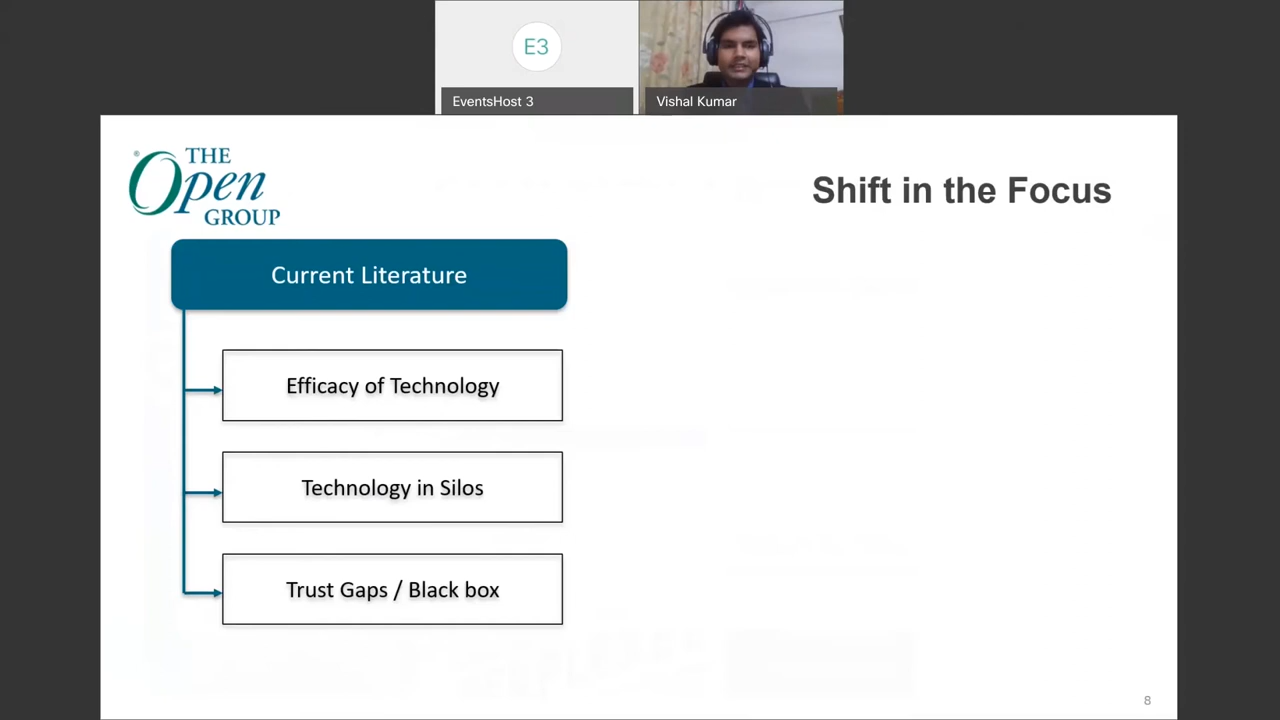 E3
EventsHost 3
Vishal Kumar
®
THE
Open
GROUP
Shift in the Focus
Current Literature
Efficacy of Technology
Technology in Silos
Trust Gaps / Black box
8